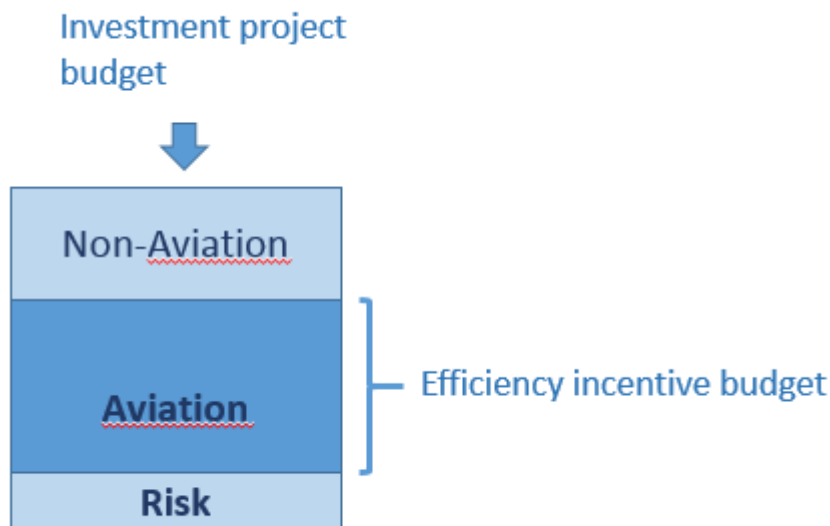 Investment project
budget
Non-Aviation
Aviation
Efficiency incentive budget
Risk